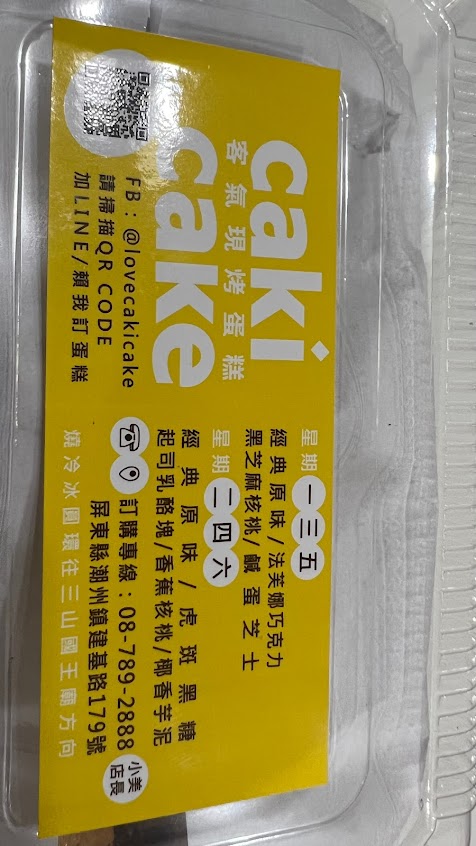 caki
客氣現烤蛋糕
cake
FB：@lovecakicake
請掃描QR CODE
加LINE/賴我訂蛋糕
星期一三五
經典原味/法芙娜巧克力
黑芝麻核桃/鹹蛋芝士
星期二四六
經典原味/虎斑黑糖
起司乳酪塊/香蕉核桃/椰香芋泥
訂購專線：08-789-2888 小美店長
屏東縣潮州鎮建基路179號
燒冷冰圓環往三山國王廟方向